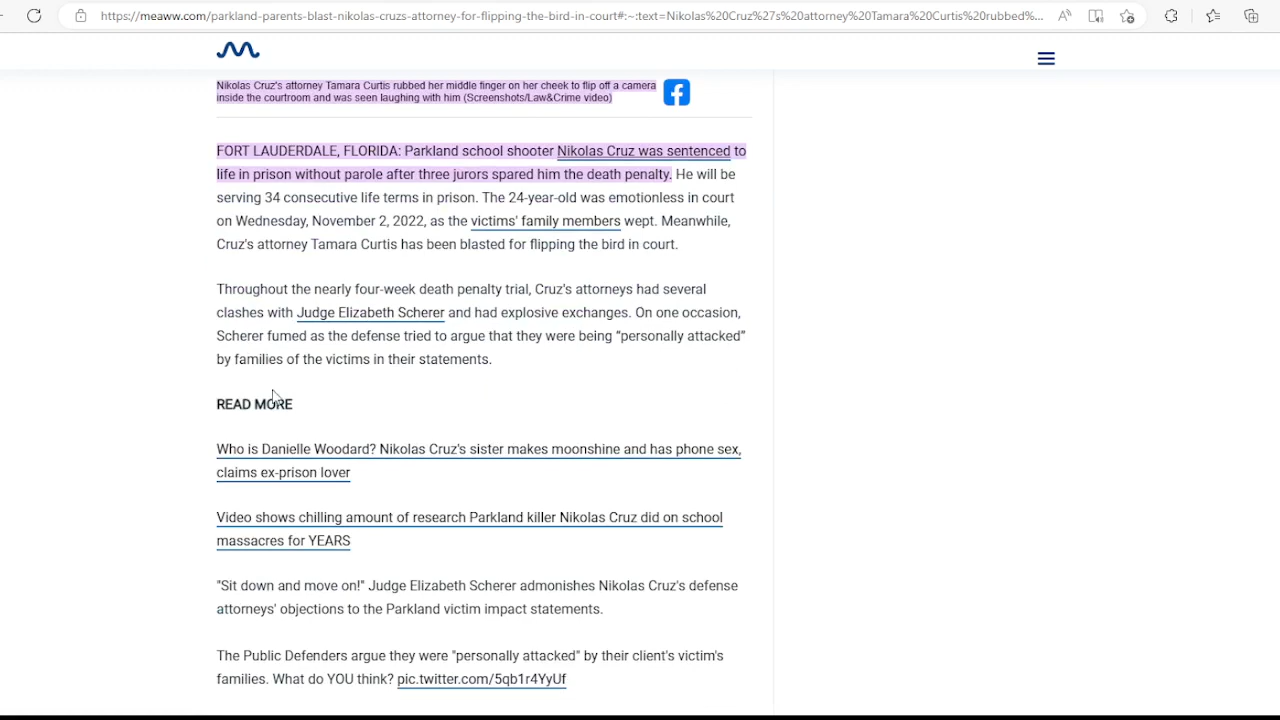 https://meaww.com/parkland-parents-blast-nikolas-cruzs-attorney-for-flipping-the-bird-in-court#:~:text=Nikolas%20Cruz%27s%20attorney%20Tamara%20Curtis%20rubbed%...
Nikolas Cruz's attorney Tamara Curtis rubbed her middle finger on her cheek to flip off a camera
inside the courtroom and was seen laughing with him (Screenshots/Law&Crime video)
FORT LAUDERDALE, FLORIDA: Parkland school shooter Nikolas Cruz was sentenced to
life in prison without parole after three jurors spared him the death penalty. He will be
serving 34 consecutive life terms in prison. The 24-year-old was emotionless in court
on Wednesday, November 2, 2022, as the victims' family members wept. Meanwhile,
Cruz's attorney Tamara Curtis has been blasted for flipping the bird in court.
Throughout the nearly four-week death penalty trial, Cruz's attorneys had several
clashes with Judge Elizabeth Scherer and had explosive exchanges. On one occasion,
Scherer fumed as the defense tried to argue that they were being “personally attacked”
by families of the victims in their statements.
READ MORE
Who is Danielle Woodard? Nikolas Cruz's sister makes moonshine and has phone sex,
claims ex-prison lover
Video shows chilling amount of research Parkland killer Nikolas Cruz did on school
massacres for YEARS
"Sit down and move on!" Judge Elizabeth Scherer admonishes Nikolas Cruz's defense
attorneys' objections to the Parkland victim impact statements.
The Public Defenders argue they were "personally attacked" by their client's victim's
families. What do YOU think? pic.twitter.com/5qb1r4YyUf